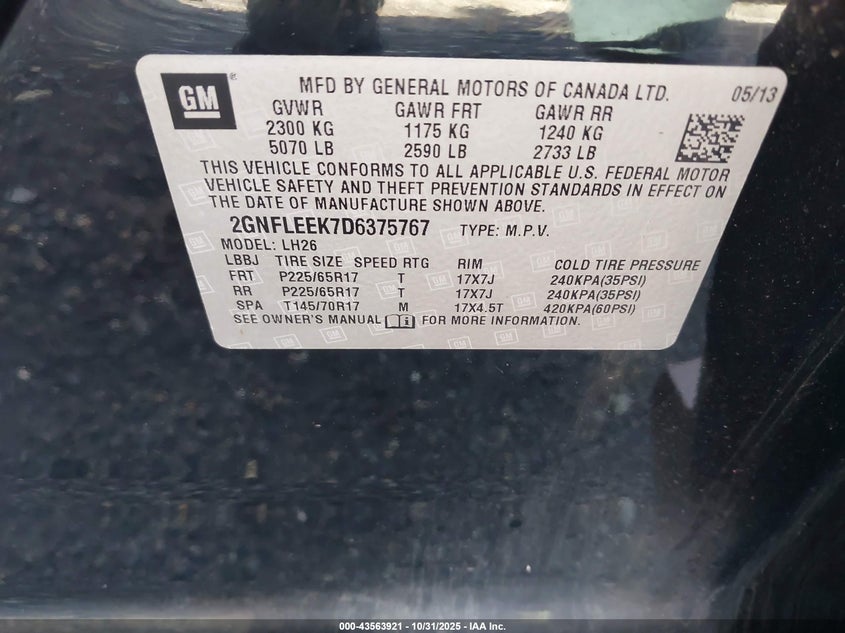 GM ® MFD BY GENERAL MOTORS OF CANADA LTD. 05/13
GVWR GAWR FRT GAWR RR
2300 KG 1175 KG 1240 KG
5070 LB 2590 LB 2733 LB
THIS VEHICLE CONFORMS TO ALL APPLICABLE U.S. FEDERAL MOTOR
VEHICLE SAFETY AND THEFT PREVENTION STANDARDS IN EFFECT ON
THE DATE OF MANUFACTURE SHOWN ABOVE.
2GNFLEEK7D6375767 TYPE: M.P.V.
MODEL: LH26
LBBJ TIRE SIZE SPEED RTG RIM COLD TIRE PRESSURE
FRT P225/65R17 T 17X7J 240KPA(35PSI)
RR P225/65R17 T 17X7J 240KPA(35PSI)
SPA T145/70R17 M 17X4.5T 420KPA(60PSI)
SEE OWNER'S MANUAL FOR MORE INFORMATION.
000-43563921 - 10/31/2025 - IAA Inc.